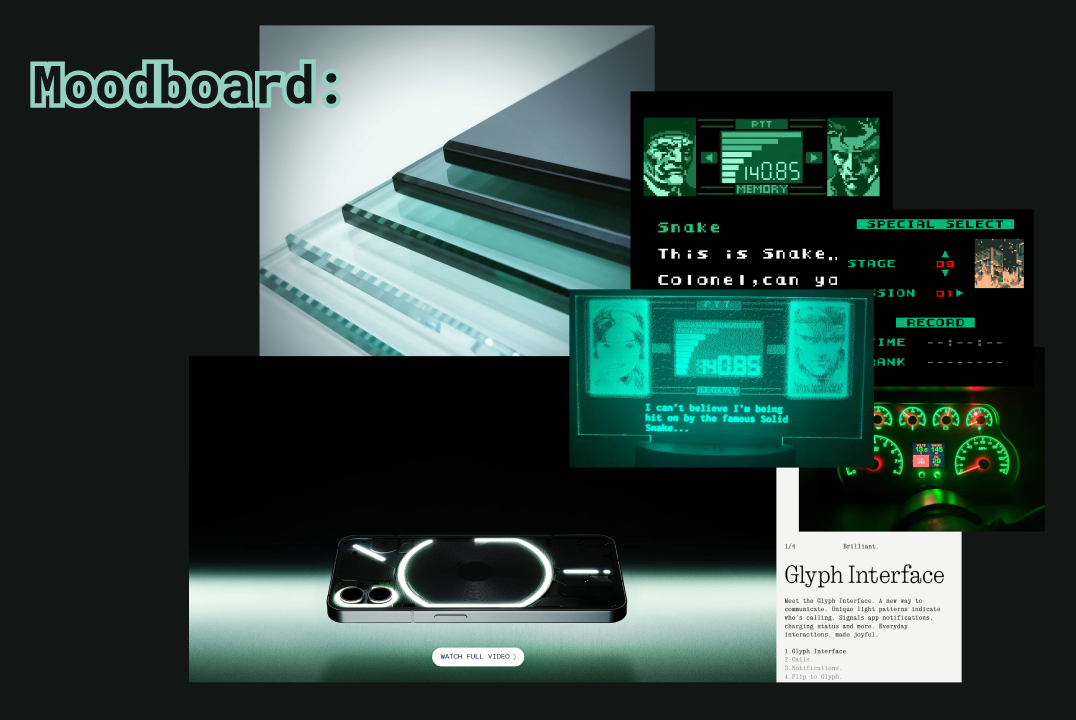 Moodboard:
PTT
140.85
MEMORY
Snake
This is Snake..
Colonel,can yo
SPECIAL SELECT
STAGE
09
SSION
01
RECORD
TIME
--:--:--
RANK
--------
PTT
140.85
MEMORY
I can't believe I'm being
hit on by the famous Solid
Snake...
1/4
Brilliant.
Glyph Interface
Meet the Glyph Interface. A new way to
communicate. Unique light patterns indicate
who's calling. Signals app notifications,
charging status and more. Everyday
interactions, made joyful.
1.Glyph Interface
2.Calls.
3.Notifications.
4.Flip to Glyph.
WATCH FULL VIDEO